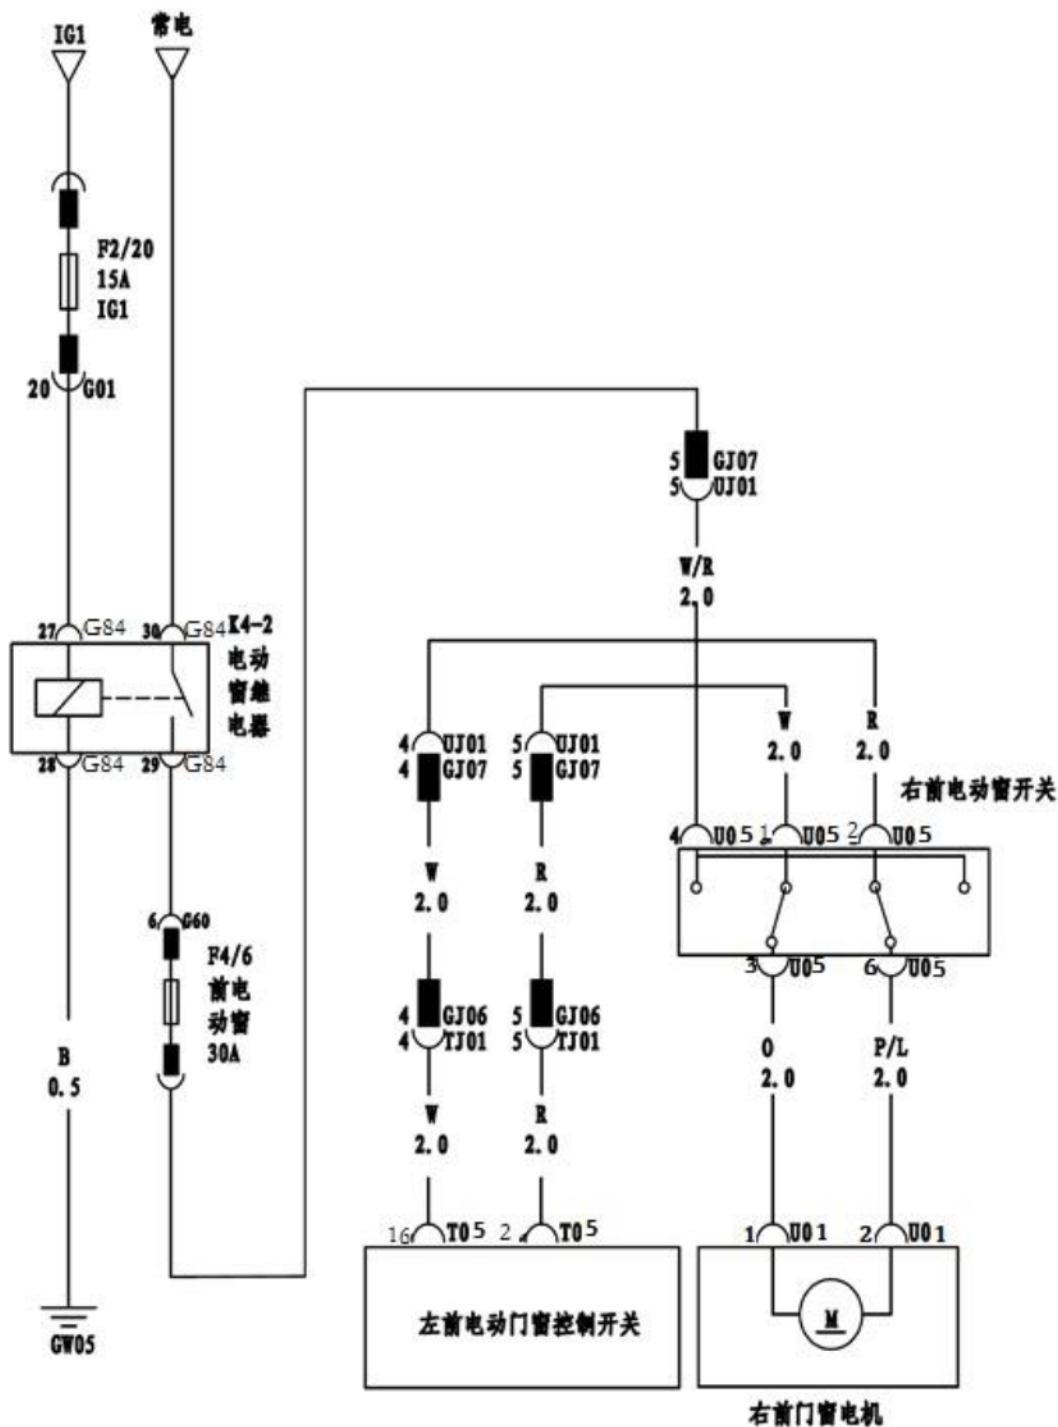 IG1
常电
F2/20
15A
IG1
20 G01
5 GJ07
5 UJ01
W/R
2.0
27 G84 30 G84 K4-2
电动
窗继
电器
28 G84 29 G84
4 UJ01 5 UJ01
4 GJ07 5 GJ07
W R
2.0 2.0
右前电动窗开关
4 U05 1 U05 2 U05
W R
2.0 2.0
6 G60
F4/6
前电
动窗
30A
3 U05 6 U05
4 GJ06 5 GJ06
4 TJ01 5 TJ01
B
0.5
O P/L
2.0 2.0
W R
2.0 2.0
16 T05 2 T05
1 U01 2 U01
左前电动门窗控制开关
M
GW05
右前门窗电机